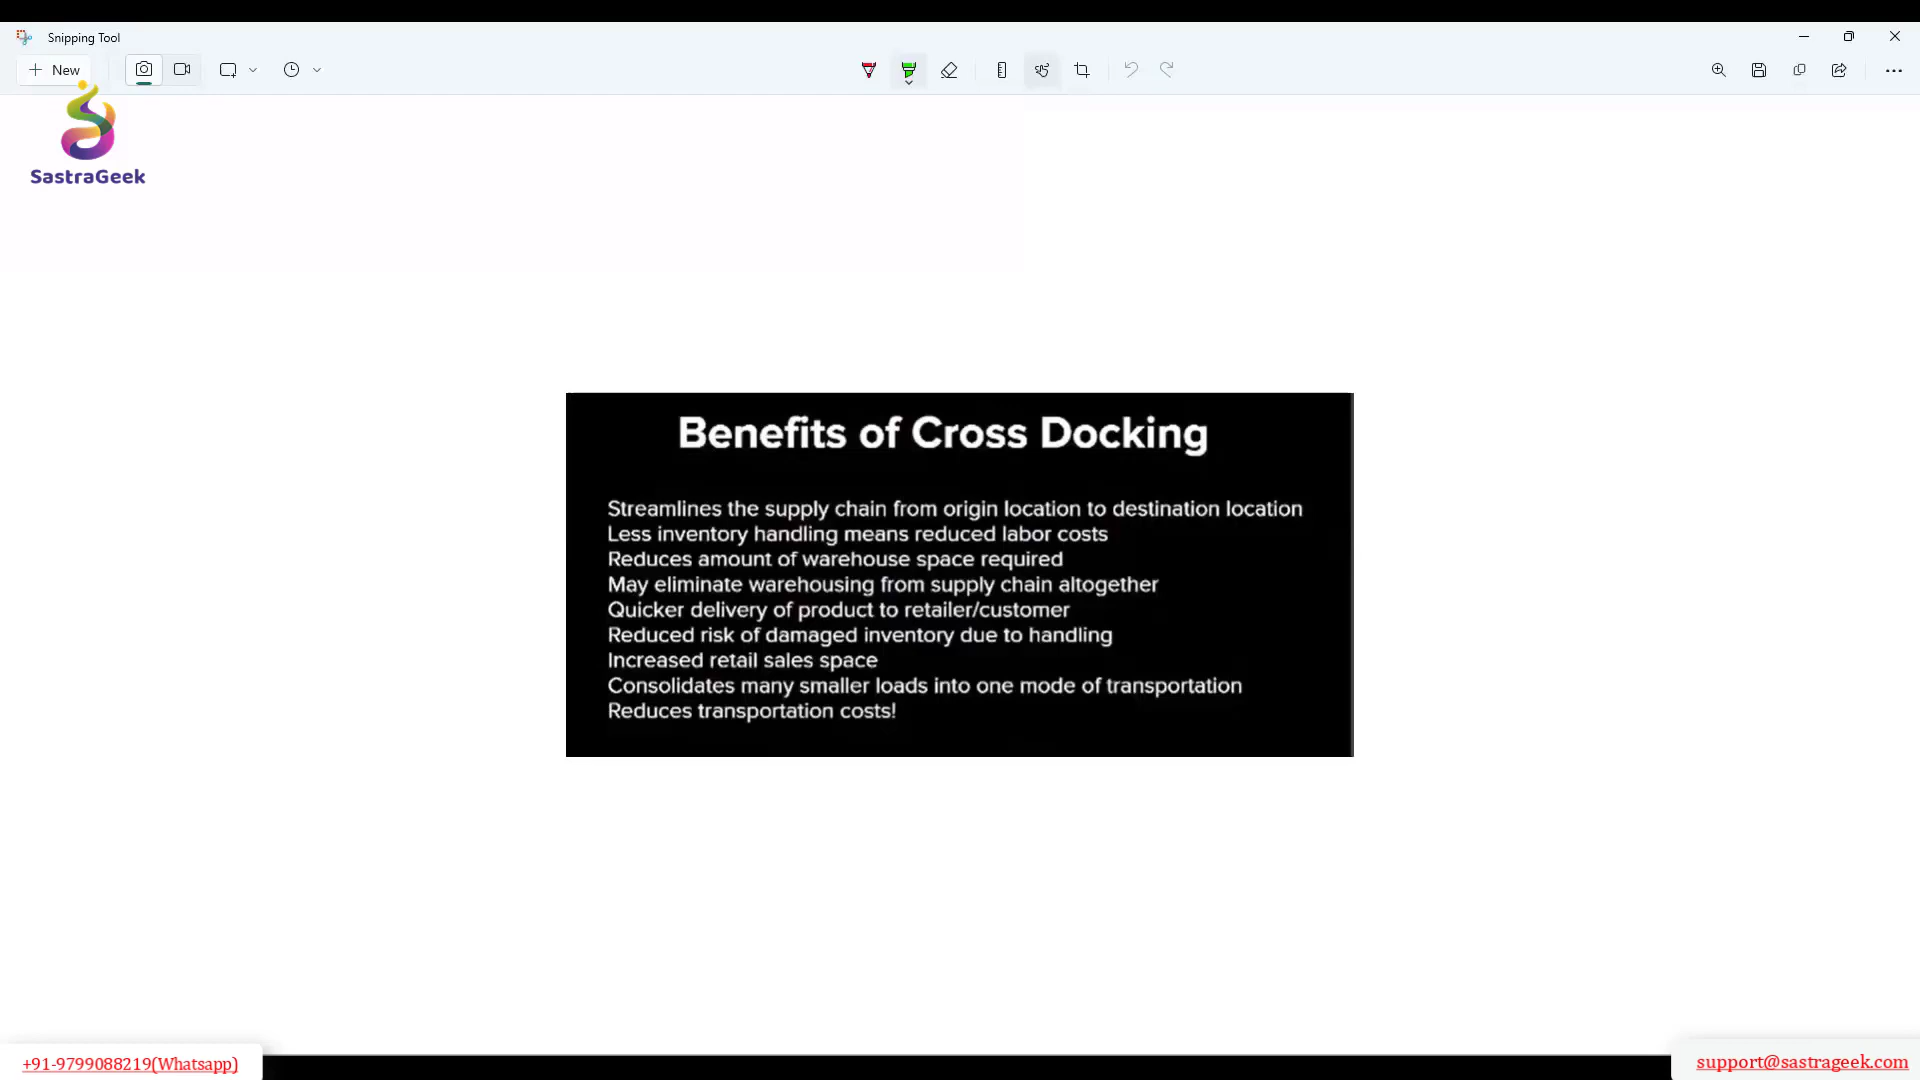 Snipping Tool
New
SastraGeek
Benefits of Cross Docking
Streamlines the supply chain from origin location to destination location
Less inventory handling means reduced labor costs
Reduces amount of warehouse space required
May eliminate warehousing from supply chain altogether
Quicker delivery of product to retailer/customer
Reduced risk of damaged inventory due to handling
Increased retail sales space
Consolidates many smaller loads into one mode of transportation
Reduces transportation costs!
+91-9799088219(Whatsapp)
support@sastrageek.com